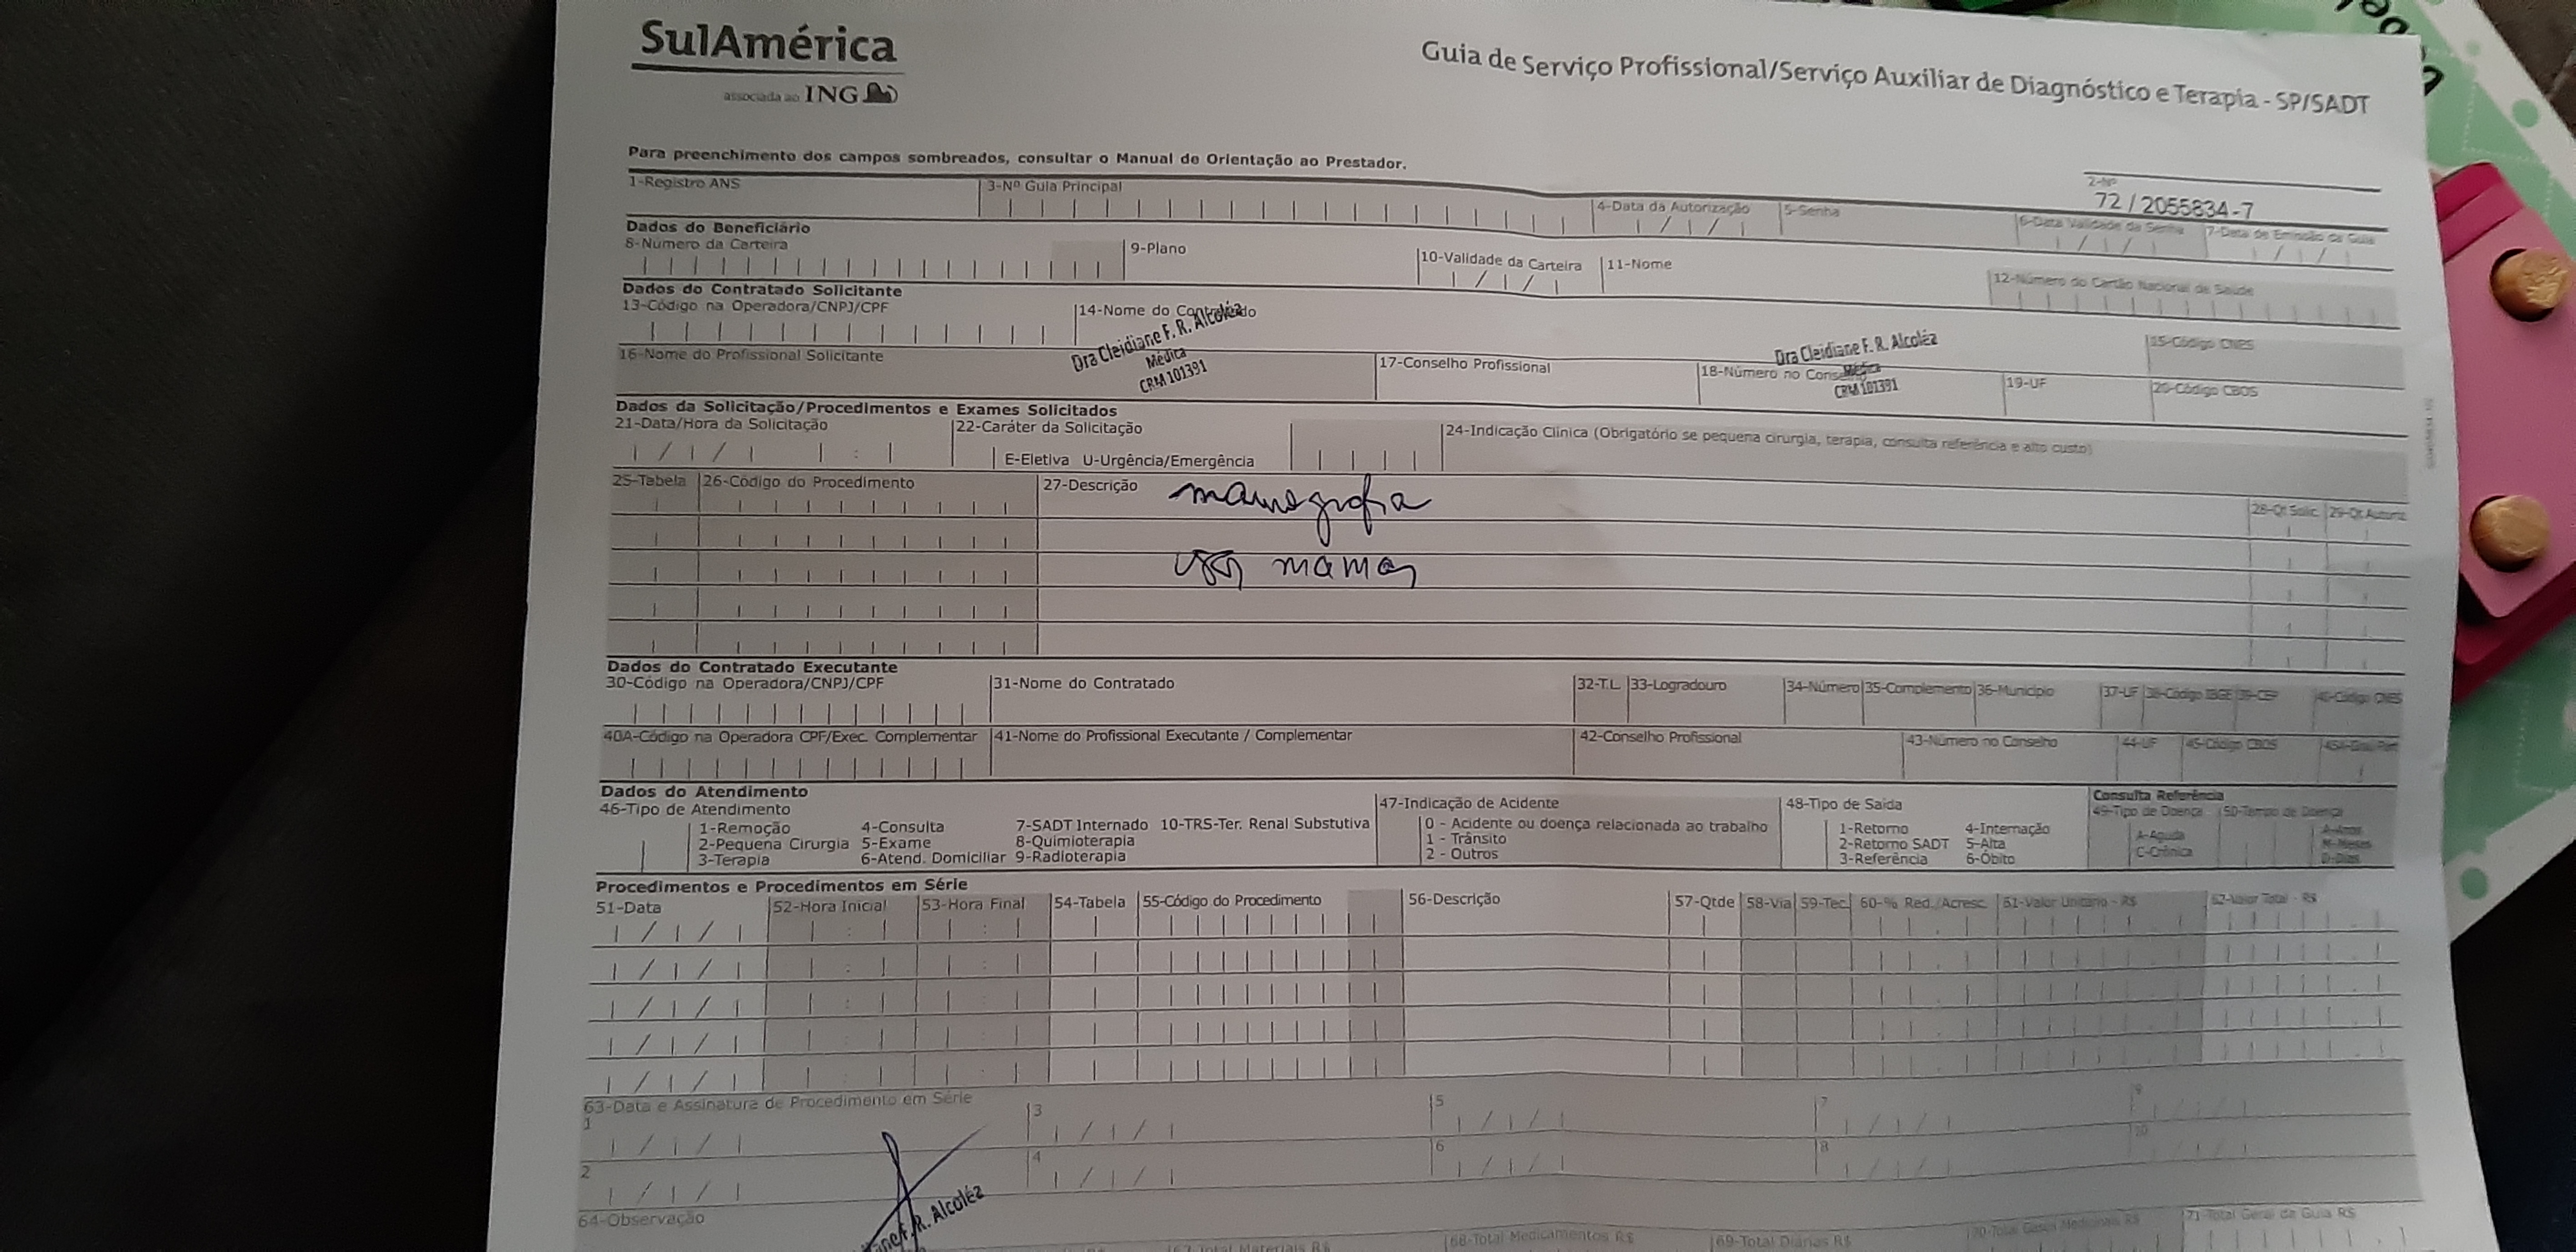 SulAmérica
associada ao ING
Guia de Serviço Profissional/Serviço Auxiliar de Diagnóstico e Terapia - SP/SADT
Para preenchimento dos campos sombreados, consultar o Manual de Orientação ao Prestador.
2-Nº
72 / 2055834-7
1-Registro ANS
3-Nº Guia Principal
4-Data da Autorização
5-Senha
6-Data Validade da Senha
7-Data de Emissão da Guia
Dados do Beneficiário
8-Número da Carteira
9-Plano
10-Validade da Carteira
11-Nome
12-Número do Cartão Nacional de Saúde
Dados do Contratado Solicitante
13-Código na Operadora/CNPJ/CPF
14-Nome do Contratado
15-Código CNES
Dra Cleidiane F. R. Alcoléa
Médica
CRM 101391
16-Nome do Profissional Solicitante
17-Conselho Profissional
18-Número no Conselho
Dra Cleidiane F. R. Alcoléa
Médica
CRM 101391
19-UF
20-Código CBOS
Dados da Solicitação/Procedimentos e Exames Solicitados
21-Data/Hora da Solicitação
22-Caráter da Solicitação
E-Eletiva U-Urgência/Emergência
24-Indicação Clínica (Obrigatório se pequena cirurgia, terapia, consulta referência e alto custo)
25-Tabela
26-Código do Procedimento
27-Descrição
28-Qt Solic.
29-Qt Autoriz
mamografia
mamas
Dados do Contratado Executante
30-Código na Operadora/CNPJ/CPF
31-Nome do Contratado
32-T.L.
33-Logradouro
34-Número
35-Complemento
36-Município
37-UF
38-Código IBGE
39-CEP
40-Código CNES
40A-Código na Operadora CPF/Exec. Complementar
41-Nome do Profissional Executante / Complementar
42-Conselho Profissional
43-Número no Conselho
44-UF
45-Código CBOS
Dados do Atendimento
46-Tipo de Atendimento
1-Remoção 4-Consulta 7-SADT Internado 10-TRS-Ter. Renal Substutiva
2-Pequena Cirurgia 5-Exame 8-Quimioterapia
3-Terapia 6-Atend. Domiciliar 9-Radioterapia
47-Indicação de Acidente
0 - Acidente ou doença relacionada ao trabalho
1 - Trânsito
2 - Outros
48-Tipo de Saída
1-Retorno 4-Internação
2-Retorno SADT 5-Alta
3-Referência 6-Óbito
Consulta Referência
49-Tipo de Doença
A-Aguda
C-Crônica
50-Tempo de Doença
A-Anos
M-Meses
D-Dias
Procedimentos e Procedimentos em Série
51-Data
52-Hora Inicial
53-Hora Final
54-Tabela
55-Código do Procedimento
56-Descrição
57-Qtde
58-Via
59-Tec.
60-% Red./Acresc.
61-Valor Unitário - R$
62-Valor Total - R$
63-Data e Assinatura de Procedimento em Série
1
3
5
7
9
2
4
6
8
10
64-Observação
F. R. Alcoléa
68-Total Medicamentos R$
69-Total Diárias R$
70-Total Gases Medicinais R$
71-Total Geral da Guia R$